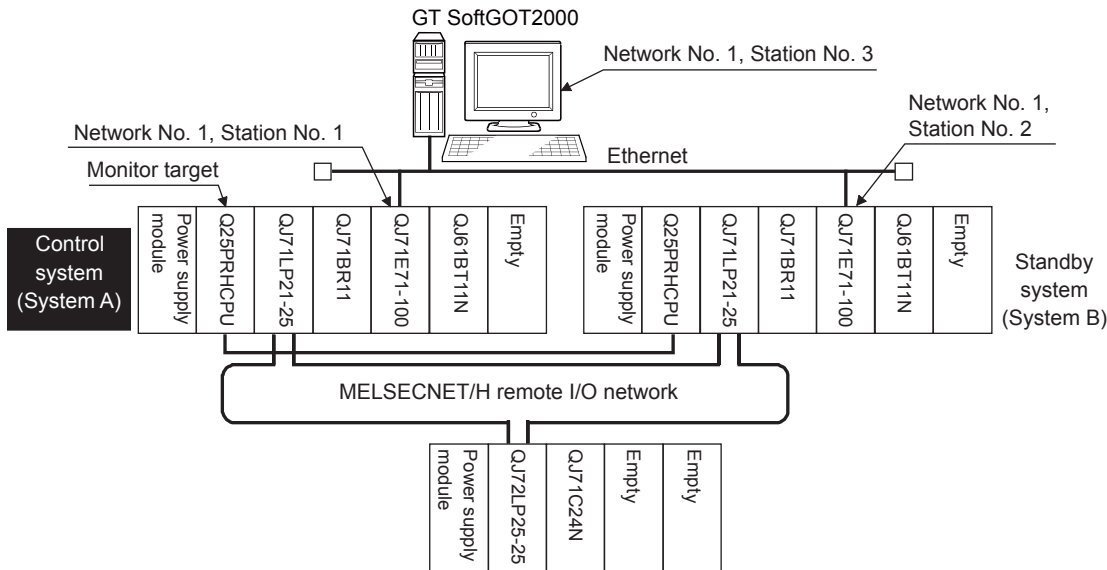 GT SoftGOT2000
Network No. 1, Station No. 3
Network No. 1,
Station No. 2
Network No. 1, Station No. 1
Ethernet
Monitor target
Control
system
(System A)
Power supply
module
Q25PRHCPU
QJ71LP21-25
QJ71BR11
QJ71E71-100
QJ61BT11N
Empty
Power supply
module
Q25PRHCPU
QJ71LP21-25
QJ71BR11
QJ71E71-100
QJ61BT11N
Empty
Standby
system
(System B)
MELSECNET/H remote I/O network
Power supply
module
QJ72LP25-25
QJ71C24N
Empty
Empty